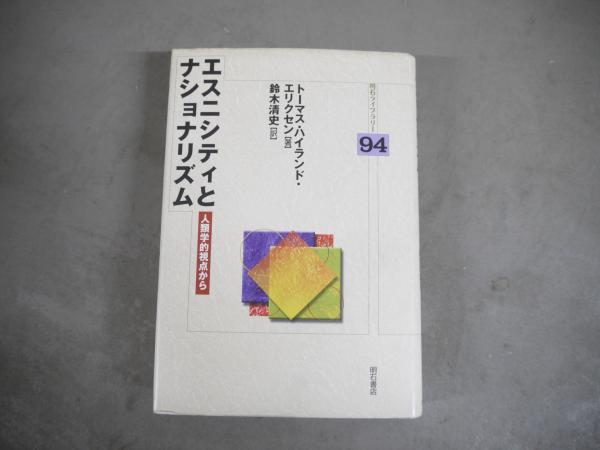 明石ライブラリー
94
トーマス・ハイランド・
エリクセン[著]
鈴木清史[訳]
エスニシティと
ナショナリズム
人類学的視点から
明石書店